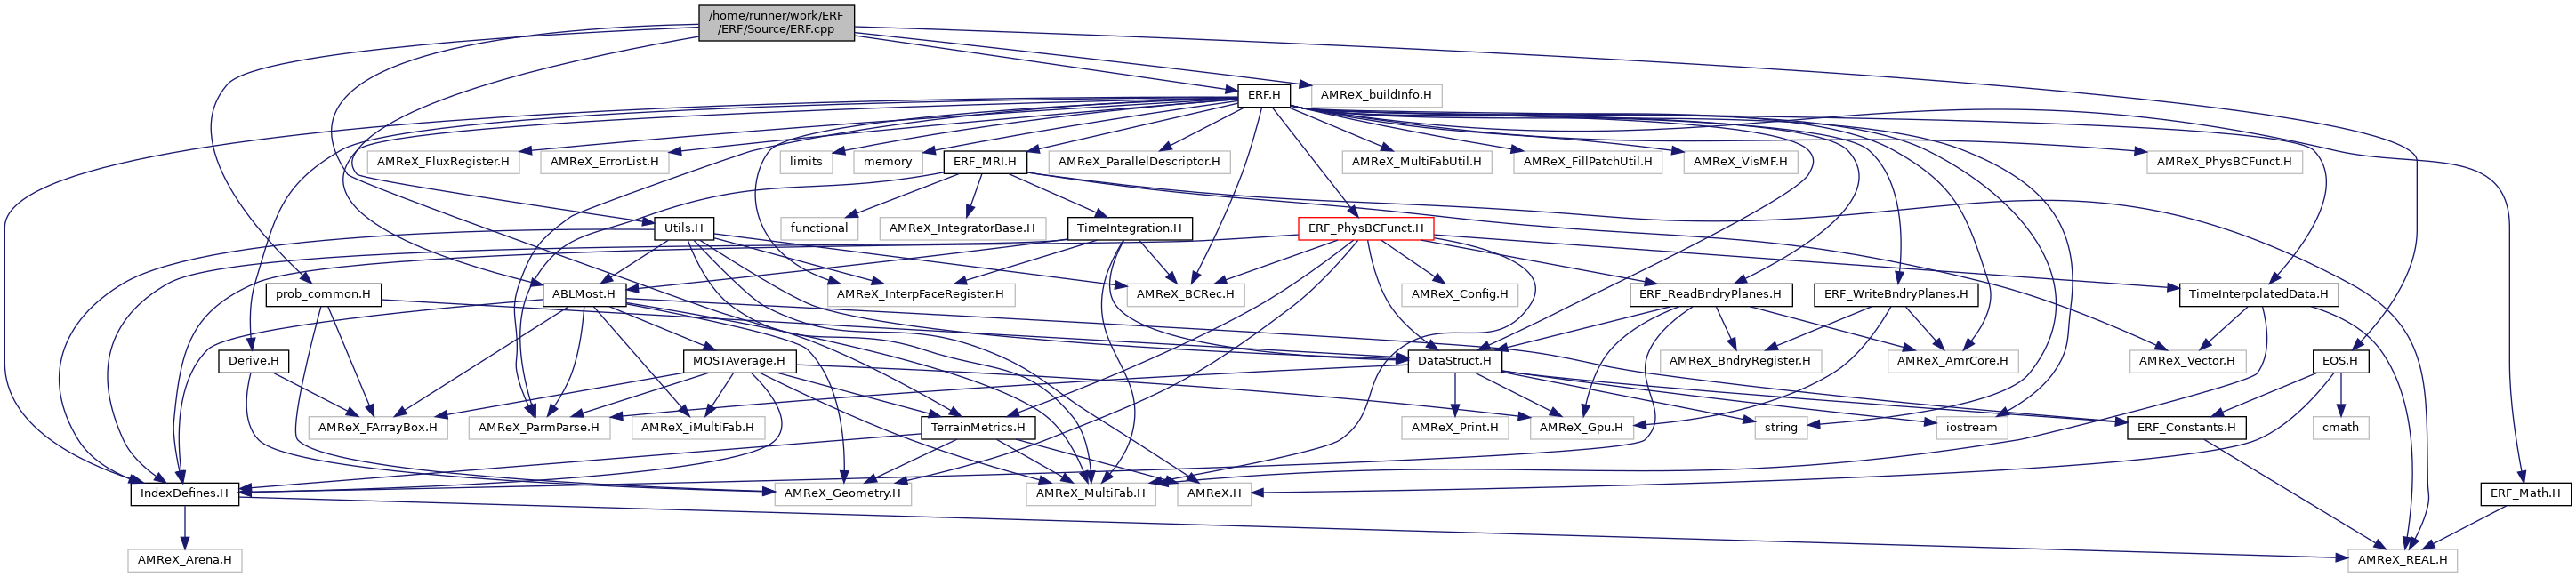 /home/runner/work/ERF
/ERF/Source/ERF.cpp
ERF.H
AMReX_buildInfo.H
AMReX_FluxRegister.H
AMReX_ErrorList.H
limits
memory
ERF_MRI.H
AMReX_ParallelDescriptor.H
AMReX_MultiFabUtil.H
AMReX_FillPatchUtil.H
AMReX_VisMF.H
AMReX_PhysBCFunct.H
functional
AMReX_IntegratorBase.H
Utils.H
TimeIntegration.H
ERF_PhysBCFunct.H
prob_common.H
ABLMost.H
AMReX_InterpFaceRegister.H
AMReX_BCRec.H
AMReX_Config.H
ERF_ReadBndryPlanes.H
ERF_WriteBndryPlanes.H
TimeInterpolatedData.H
Derive.H
MOSTAverage.H
DataStruct.H
AMReX_BndryRegister.H
AMReX_AmrCore.H
AMReX_Vector.H
EOS.H
AMReX_FArrayBox.H
AMReX_ParmParse.H
AMReX_iMultiFab.H
TerrainMetrics.H
AMReX_Print.H
AMReX_Gpu.H
string
iostream
ERF_Constants.H
cmath
IndexDefines.H
AMReX_Geometry.H
AMReX_MultiFab.H
AMReX.H
ERF_Math.H
AMReX_Arena.H
AMReX_REAL.H